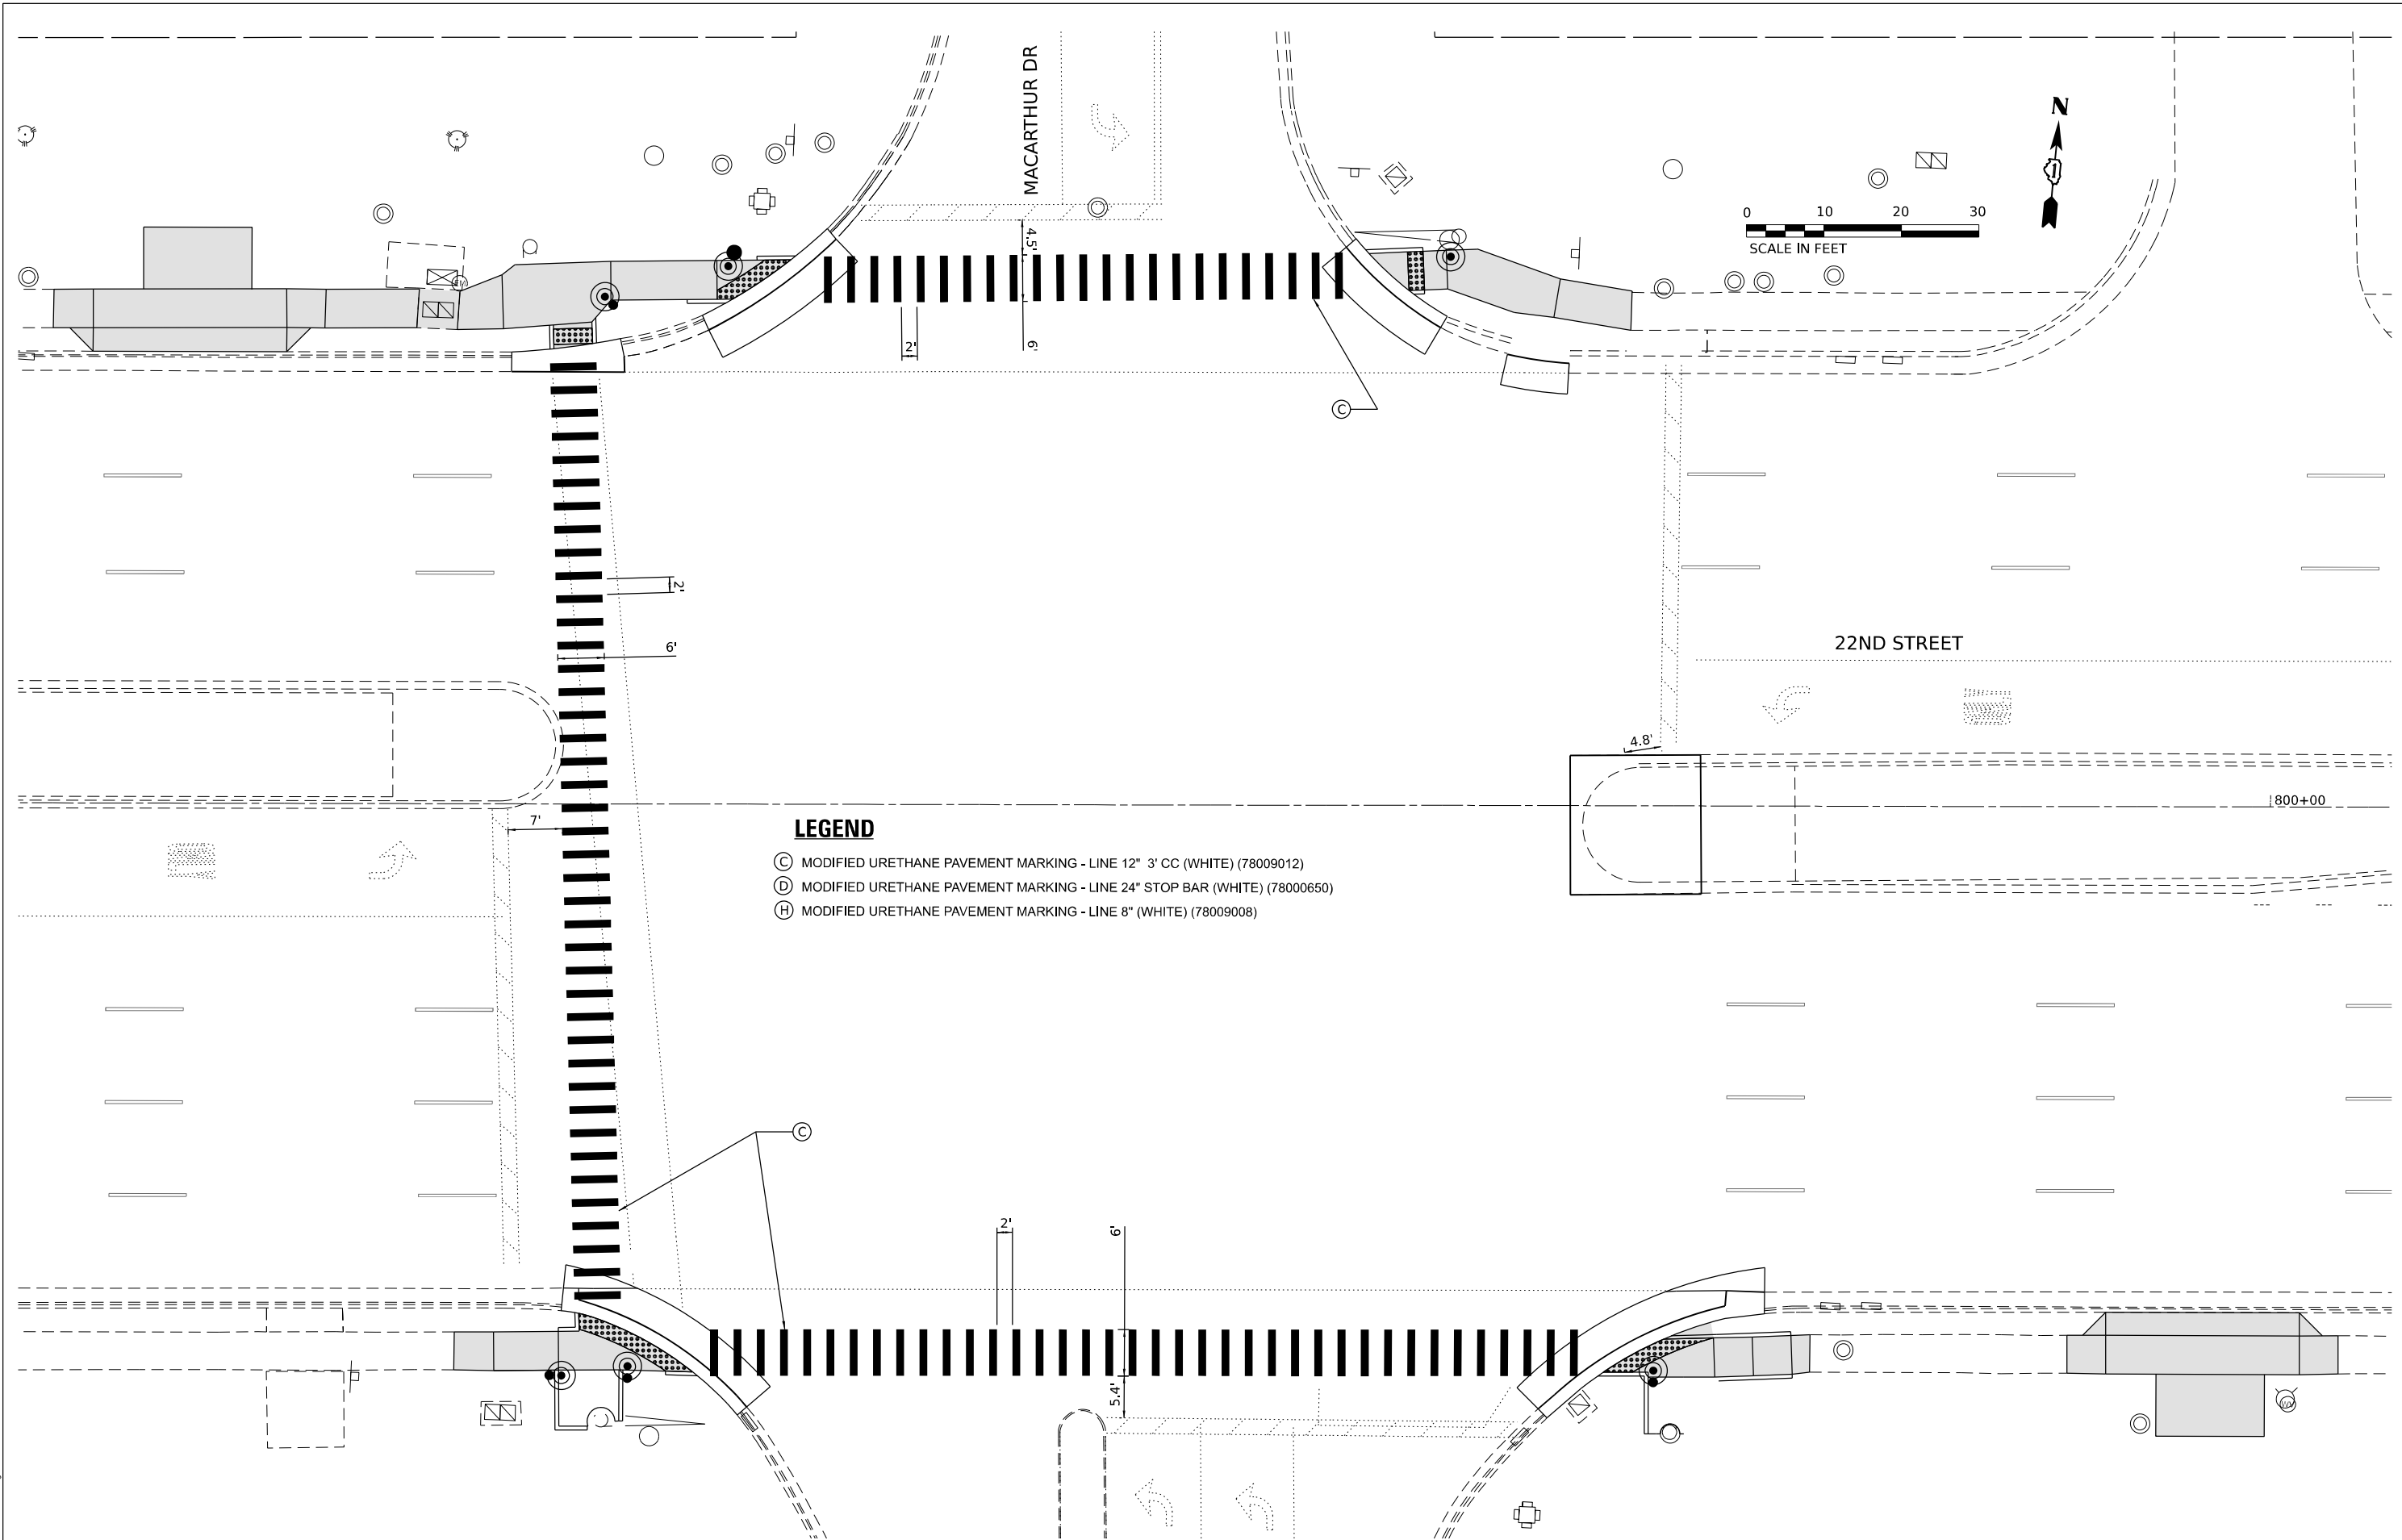 MACARTHUR DR
N
1
0 10 20 30
SCALE IN FEET
4.5'
6'
2'
C
2'
6'
22ND STREET
4.8'
800+00
7'
LEGEND
C MODIFIED URETHANE PAVEMENT MARKING - LINE 12" 3' CC (WHITE) (78009012)
D MODIFIED URETHANE PAVEMENT MARKING - LINE 24" STOP BAR (WHITE) (78000650)
H MODIFIED URETHANE PAVEMENT MARKING - LINE 8" (WHITE) (78009008)
C
2'
6'
5.4'